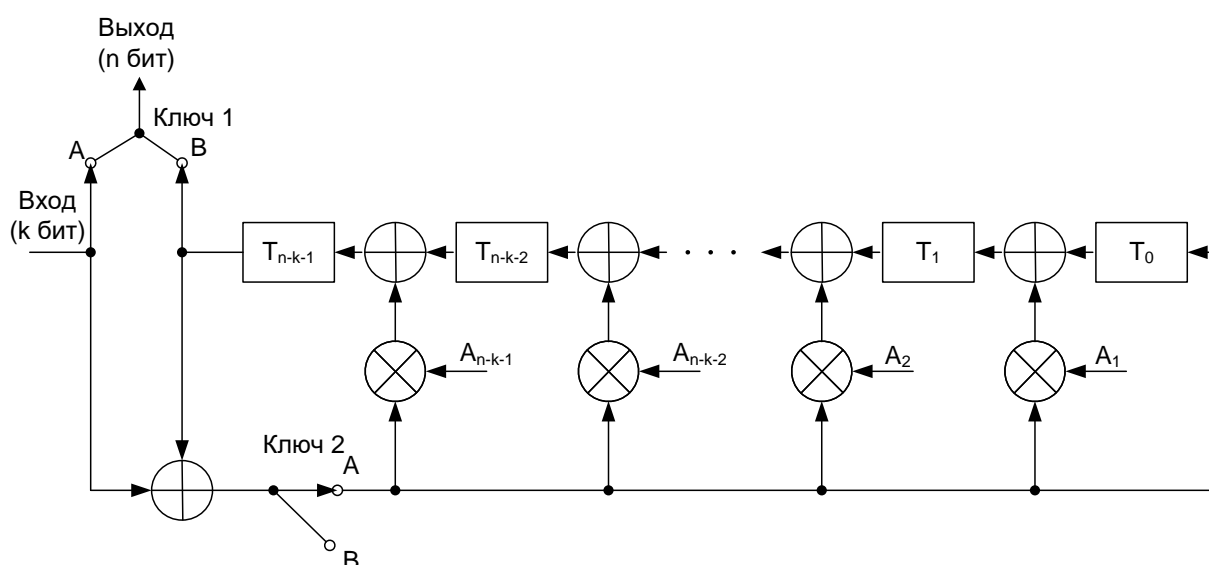 Выход
(n бит)
Ключ 1
A
B
Вход
(k бит)
Tn-k-1
Tn-k-2
. . .
T1
T0
An-k-1
An-k-2
A2
A1
Ключ 2
A
B